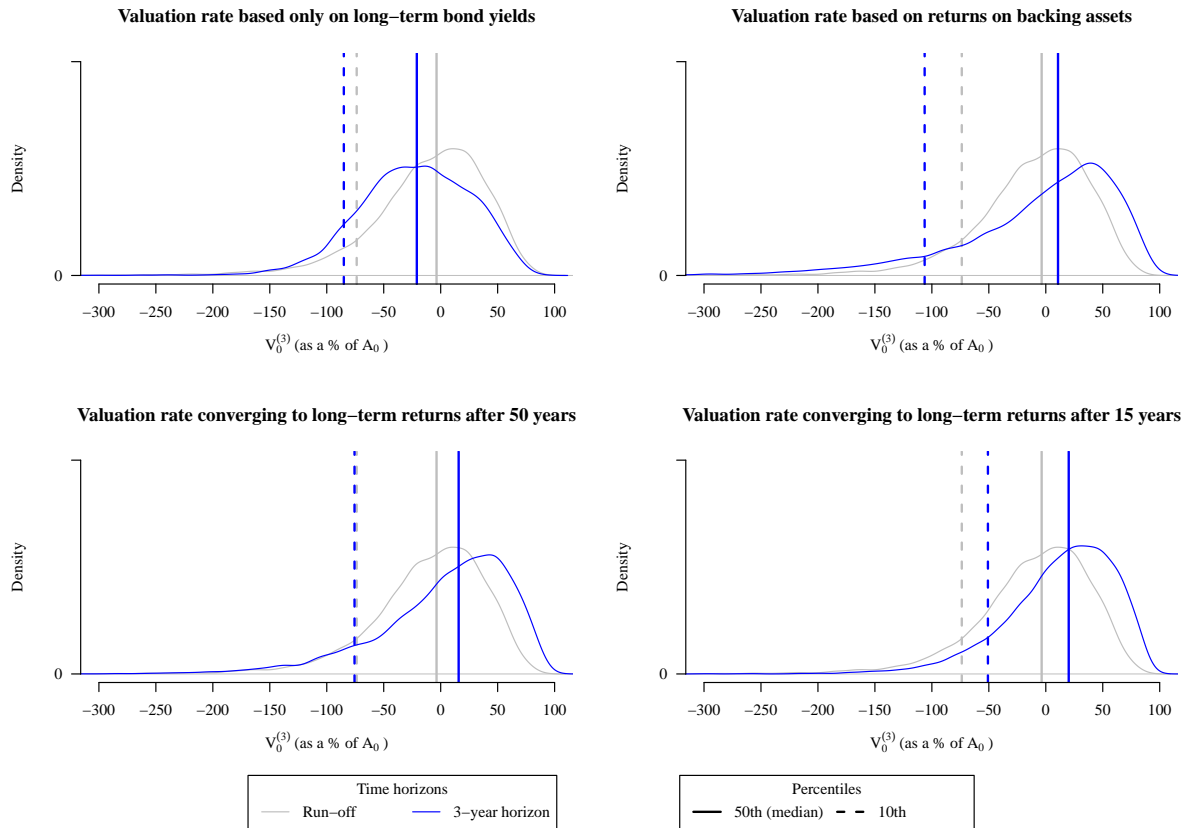 Valuation rate based only on long−term bond yields
Density
0
−300 −250 −200 −150 −100 −50 0 50 100
V₀⁽³⁾ (as a % of A₀ )
Valuation rate based on returns on backing assets
Density
0
−300 −250 −200 −150 −100 −50 0 50 100
V₀⁽³⁾ (as a % of A₀ )
Valuation rate converging to long−term returns after 50 years
Density
0
−300 −250 −200 −150 −100 −50 0 50 100
V₀⁽³⁾ (as a % of A₀ )
Valuation rate converging to long−term returns after 15 years
Density
0
−300 −250 −200 −150 −100 −50 0 50 100
V₀⁽³⁾ (as a % of A₀ )
Time horizons
Run−off 3−year horizon
Percentiles
50th (median) 10th